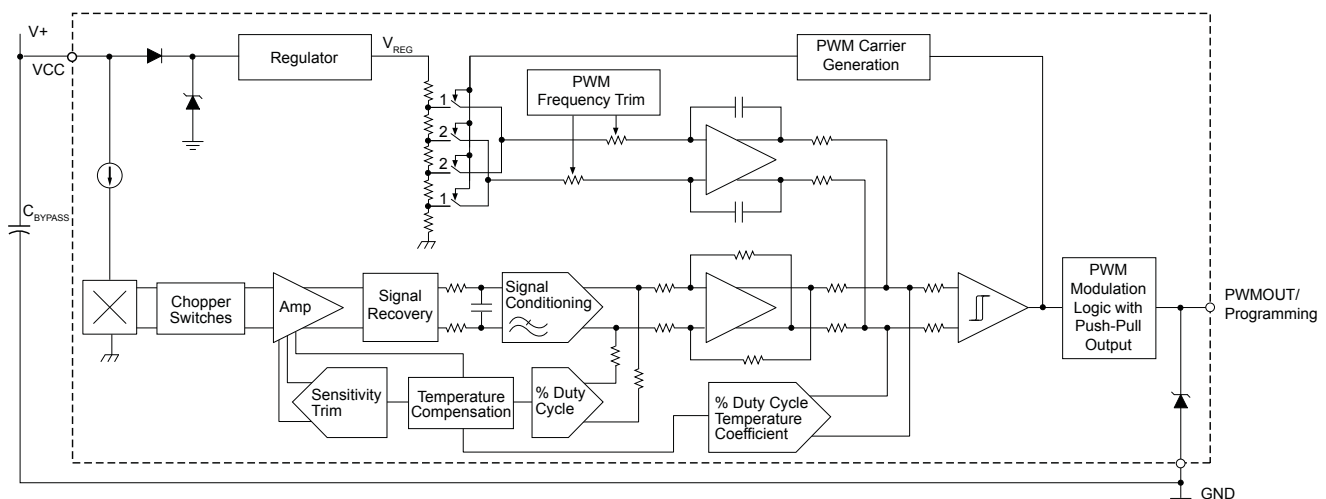 V+
VCC
Regulator
VREG
PWM Carrier
Generation
PWM
Frequency Trim
1
2
2
1
CBYPASS
Chopper
Switches
Amp
Signal
Recovery
Signal
Conditioning
PWM
Modulation
Logic with
Push-Pull
Output
PWMOUT/
Programming
Sensitivity
Trim
Temperature
Compensation
% Duty
Cycle
% Duty Cycle
Temperature
Coefficient
GND